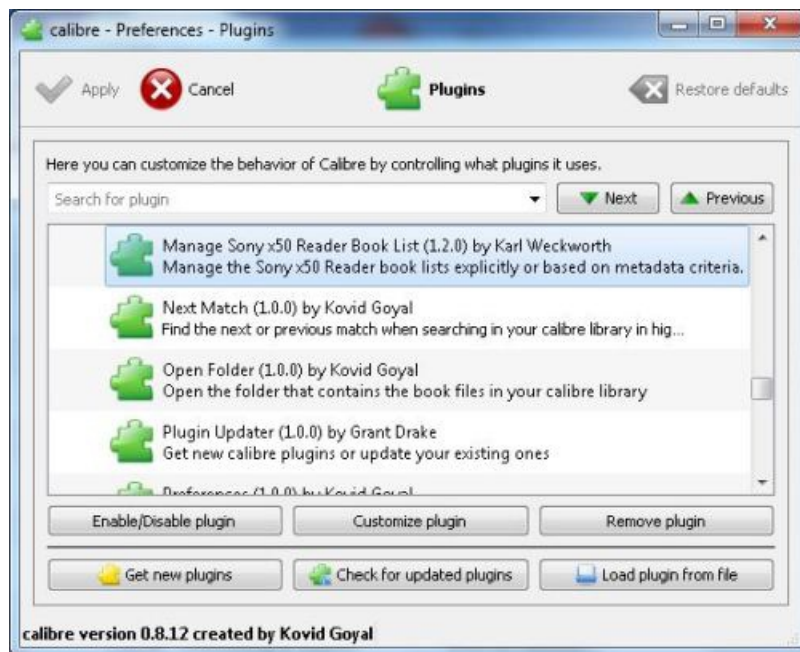 calibre - Preferences - Plugins
Apply
Cancel
Plugins
Restore defaults
Here you can customize the behavior of Calibre by controlling what plugins it uses.
Search for plugin
Next
Previous
Manage Sony x50 Reader Book List (1.2.0) by Karl Weckworth
Manage the Sony x50 Reader book lists explicitly or based on metadata criteria.
Next Match (1.0.0) by Kovid Goyal
Find the next or previous match when searching in your calibre library in hig...
Open Folder (1.0.0) by Kovid Goyal
Open the folder that contains the book files in your calibre library
Plugin Updater (1.0.0) by Grant Drake
Get new calibre plugins or update your existing ones
Preferences (1.0.0) by Kovid Goyal
Enable/Disable plugin
Customize plugin
Remove plugin
Get new plugins
Check for updated plugins
Load plugin from file
calibre version 0.8.12 created by Kovid Goyal